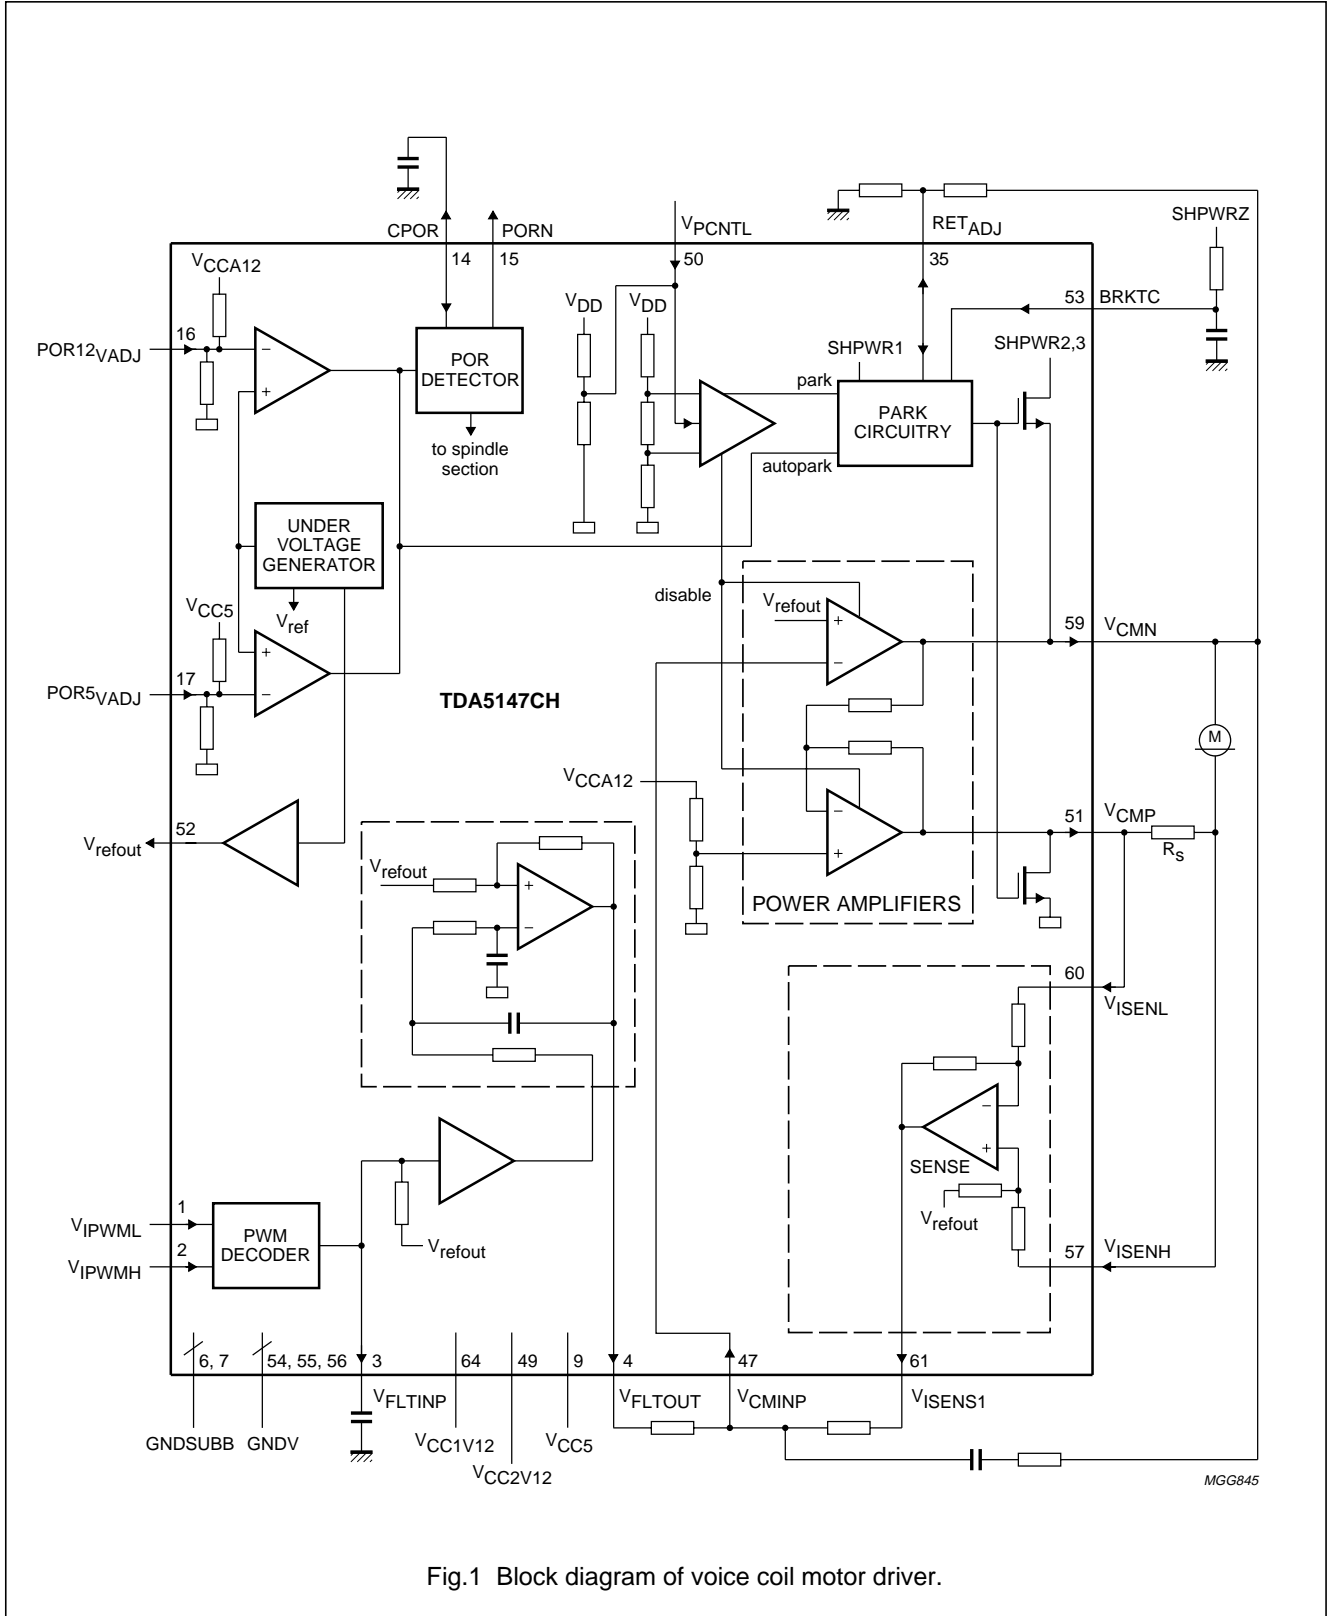 CPOR
PORN
VPCNTL
RETADJ
SHPWRZ
VCCA12
14
15
50
35
53 BRKTC
16
POR12VADJ
−
+
POR
DETECTOR
to spindle
section
VDD
VDD
SHPWR1
SHPWR2,3
park
PARK
CIRCUITRY
autopark
UNDER
VOLTAGE
GENERATOR
Vref
VCC5
17
POR5VADJ
+
−
disable
Vrefout
+
−
59
VCMN
TDA5147CH
M
VCCA12
−
+
51
VCMP
Rs
POWER AMPLIFIERS
52
Vrefout
Vrefout
+
−
60
VISENL
−
+
SENSE
Vrefout
57
VISENH
1
VIPWML
2
VIPWMH
PWM
DECODER
Vrefout
6, 7
54, 55, 56
3
64
49
9
4
47
61
VFLTINP
VFLTOUT
VCMINP
VISENS1
GNDSUBB
GNDV
VCC1V12
VCC2V12
VCC5
MGG845
Fig.1 Block diagram of voice coil motor driver.